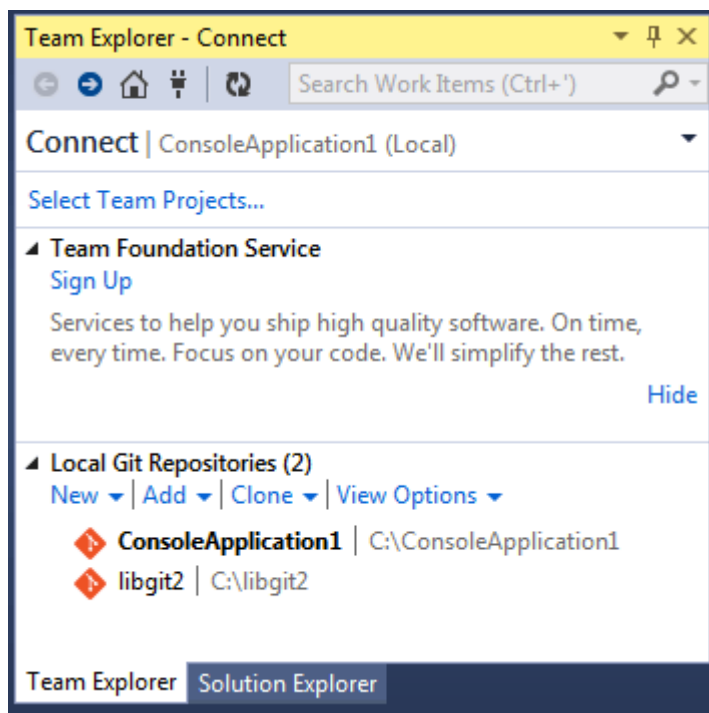 Team Explorer - Connect
Search Work Items (Ctrl+')
Connect | ConsoleApplication1 (Local)
Select Team Projects...
Team Foundation Service
Sign Up
Services to help you ship high quality software. On time,
every time. Focus on your code. We'll simplify the rest.
Hide
Local Git Repositories (2)
New | Add | Clone | View Options
ConsoleApplication1 | C:\ConsoleApplication1
libgit2 | C:\libgit2
Team Explorer Solution Explorer